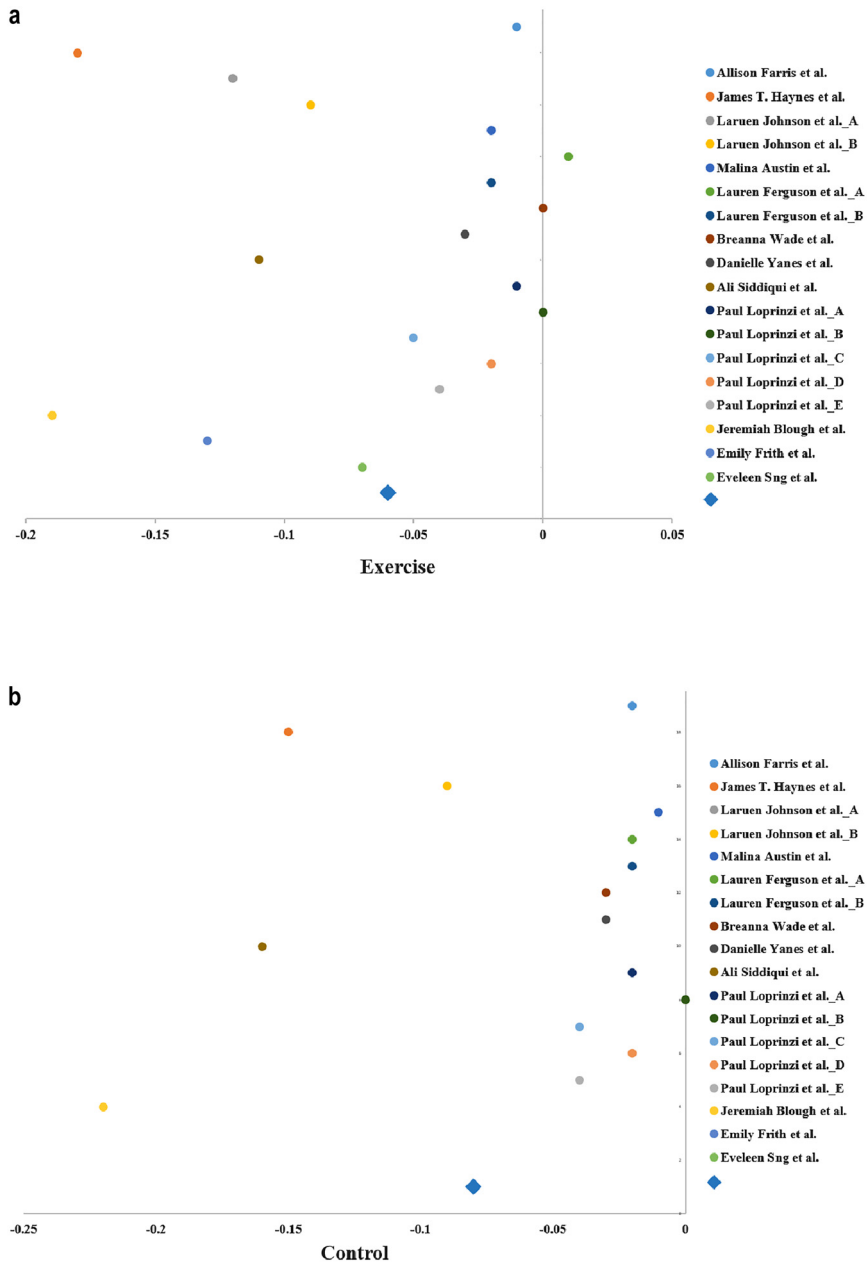 a
Allison Farris et al.
James T. Haynes et al.
Laruen Johnson et al._A
Laruen Johnson et al._B
Malina Austin et al.
Lauren Ferguson et al._A
Lauren Ferguson et al._B
Breanna Wade et al.
Danielle Yanes et al.
Ali Siddiqui et al.
Paul Loprinzi et al._A
Paul Loprinzi et al._B
Paul Loprinzi et al._C
Paul Loprinzi et al._D
Paul Loprinzi et al._E
Jeremiah Blough et al.
Emily Frith et al.
Eveleen Sng et al.
-0.2 -0.15 -0.1 -0.05 0 0.05
Exercise
b
Allison Farris et al.
James T. Haynes et al.
Laruen Johnson et al._A
Laruen Johnson et al._B
Malina Austin et al.
Lauren Ferguson et al._A
Lauren Ferguson et al._B
Breanna Wade et al.
Danielle Yanes et al.
Ali Siddiqui et al.
Paul Loprinzi et al._A
Paul Loprinzi et al._B
Paul Loprinzi et al._C
Paul Loprinzi et al._D
Paul Loprinzi et al._E
Jeremiah Blough et al.
Emily Frith et al.
Eveleen Sng et al.
-0.25 -0.2 -0.15 -0.1 -0.05 0
Control